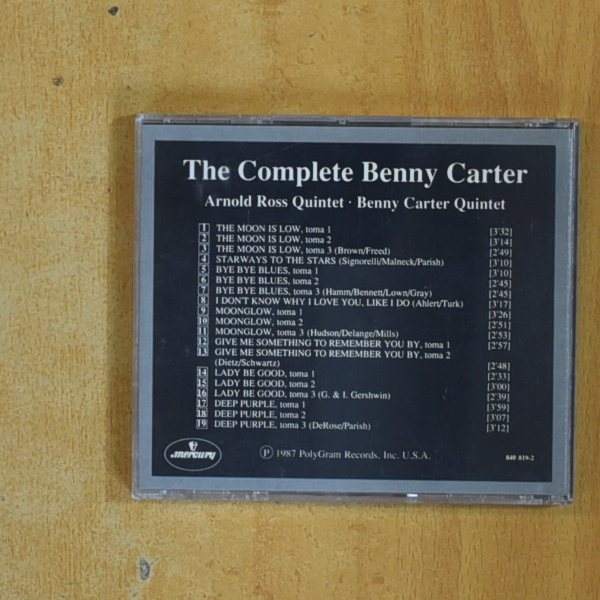 The Complete Benny Carter
Arnold Ross Quintet · Benny Carter Quintet
1 THE MOON IS LOW, toma 1 [3'32]
2 THE MOON IS LOW, toma 2 [3'14]
3 THE MOON IS LOW, toma 3 (Brown/Freed) [2'49]
4 STARWAYS TO THE STARS (Signorelli/Malneck/Parish) [3'10]
5 BYE BYE BLUES, toma 1 [3'10]
6 BYE BYE BLUES, toma 2 [2'45]
7 BYE BYE BLUES, toma 3 (Hamm/Bennett/Lown/Gray) [2'45]
8 I DON'T KNOW WHY I LOVE YOU, LIKE I DO (Ahlert/Turk) [3'17]
9 MOONGLOW, toma 1 [3'26]
10 MOONGLOW, toma 2 [2'51]
11 MOONGLOW, toma 3 (Hudson/Delange/Mills) [2'53]
12 GIVE ME SOMETHING TO REMEMBER YOU BY, toma 1 [2'57]
13 GIVE ME SOMETHING TO REMEMBER YOU BY, toma 2
(Dietz/Schwartz) [2'48]
14 LADY BE GOOD, toma 1 [2'33]
15 LADY BE GOOD, toma 2 [3'00]
16 LADY BE GOOD, toma 3 (G. & I. Gershwin) [2'39]
17 DEEP PURPLE, toma 1 [3'59]
18 DEEP PURPLE, toma 2 [3'07]
19 DEEP PURPLE, toma 3 (DeRose/Parish) [3'12]
mercury
Ⓟ 1987 PolyGram Records, Inc. U.S.A.
840 819-2